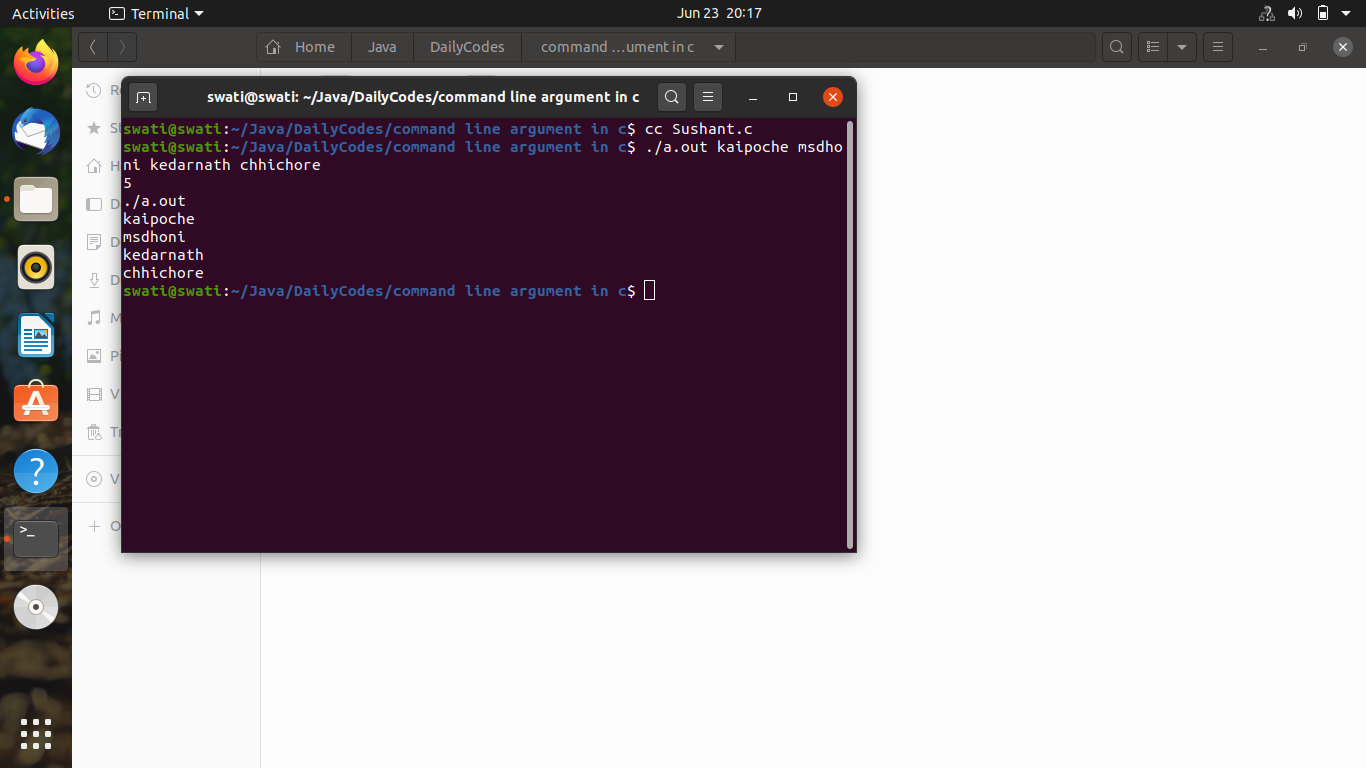 Activities
Terminal
Jun 23 20:17
Home
Java
DailyCodes
command ...ument in c
swati@swati: ~/Java/DailyCodes/command line argument in c
swati@swati:~/Java/DailyCodes/command line argument in c$ cc Sushant.c
swati@swati:~/Java/DailyCodes/command line argument in c$ ./a.out kaipoche msdho
ni kedarnath chhichore
5
./a.out
kaipoche
msdhoni
kedarnath
chhichore
swati@swati:~/Java/DailyCodes/command line argument in c$